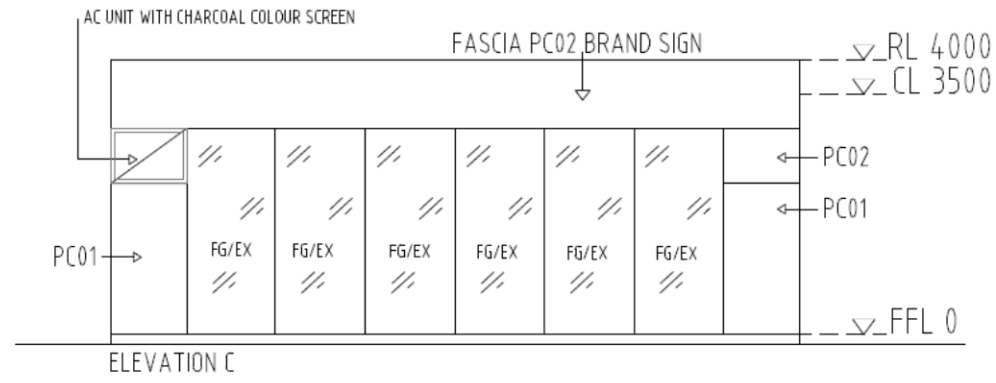 AC UNIT WITH CHARCOAL COLOUR SCREEN
FASCIA PC02 BRAND SIGN
RL 4000
CL 3500
PC02
PC01
PC01
FG/EX
FG/EX
FG/EX
FG/EX
FG/EX
FG/EX
FFL 0
ELEVATION C